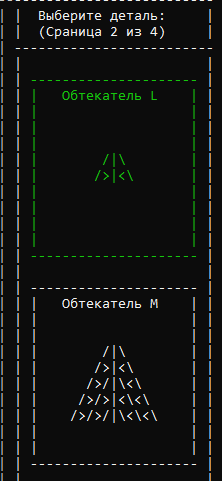 Выберите деталь:
(Сраница 2 из 4)
Обтекатель L
/|\
/>|<\
Обтекатель M
/|\
/>|<\
/>/|\<\
/>/>|<\<\
/>/>/|\<\<\